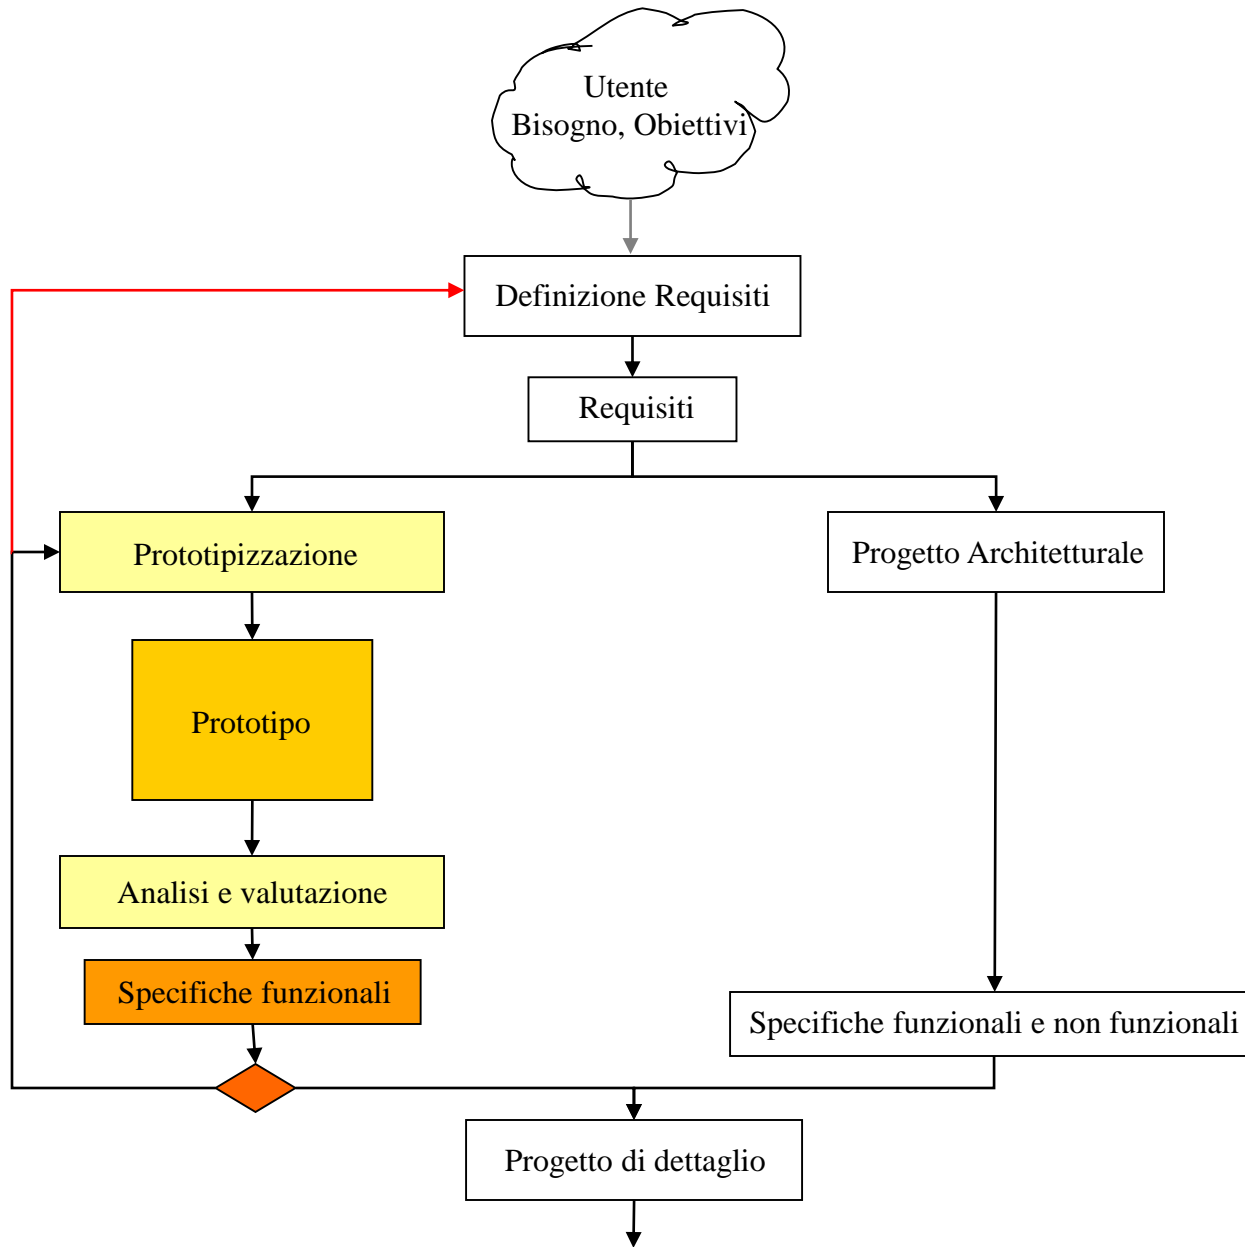 Utente
Bisogno, Obiettivi
Definizione Requisiti
Requisiti
Prototipizzazione
Progetto Architetturale
Prototipo
Analisi e valutazione
Specifiche funzionali
Specifiche funzionali e non funzionali
Progetto di dettaglio